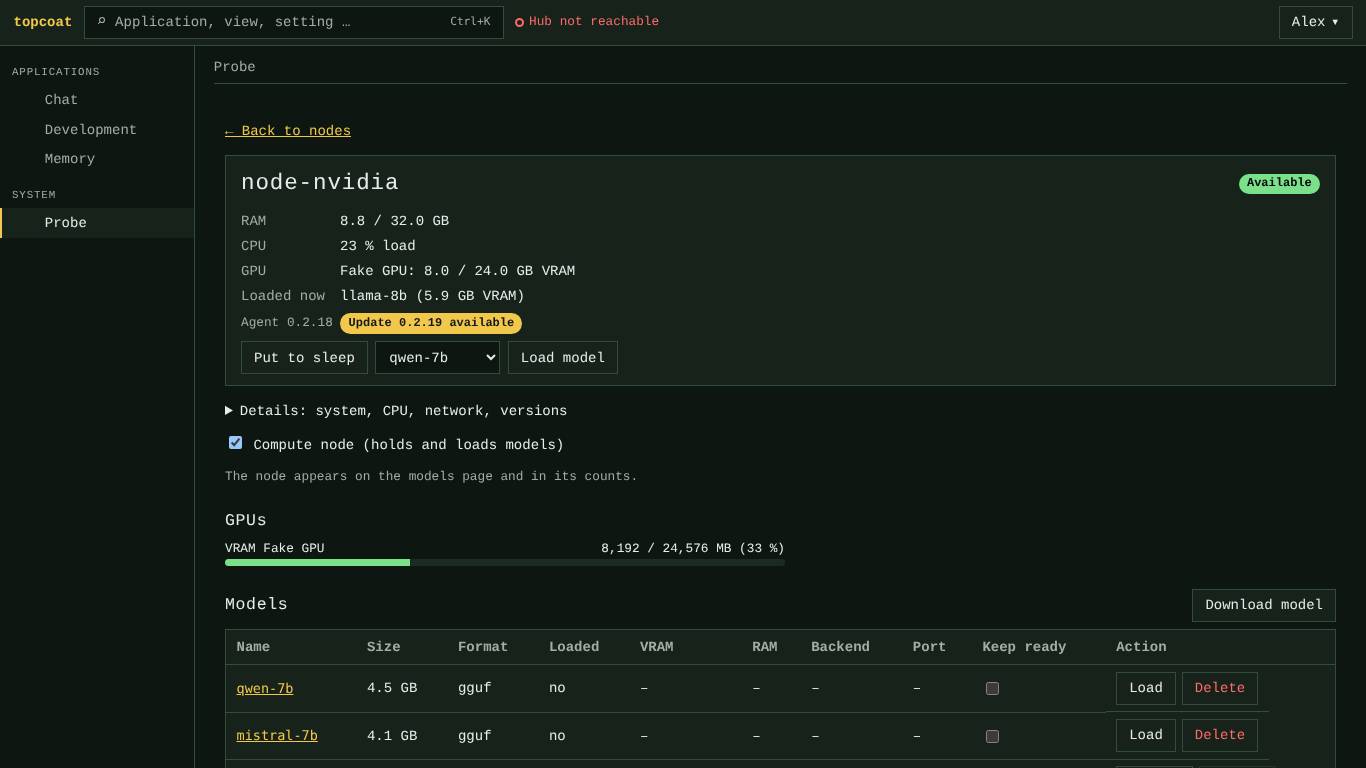 topcoat
Application, view, setting … Ctrl+K
Hub not reachable
Alex ▾
APPLICATIONS
Chat
Development
Memory
SYSTEM
Probe
Probe
← Back to nodes
node-nvidia
Available
RAM 8.8 / 32.0 GB
CPU 23 % load
GPU Fake GPU: 8.0 / 24.0 GB VRAM
Loaded now llama-8b (5.9 GB VRAM)
Agent 0.2.18 Update 0.2.19 available
Put to sleep qwen-7b Load model
Details: system, CPU, network, versions
Compute node (holds and loads models)
The node appears on the models page and in its counts.
GPUs
VRAM Fake GPU 8,192 / 24,576 MB (33 %)
Models
Download model
Name Size Format Loaded VRAM RAM Backend Port Keep ready Action
qwen-7b 4.5 GB gguf no – – – – Load Delete
mistral-7b 4.1 GB gguf no – – – – Load Delete